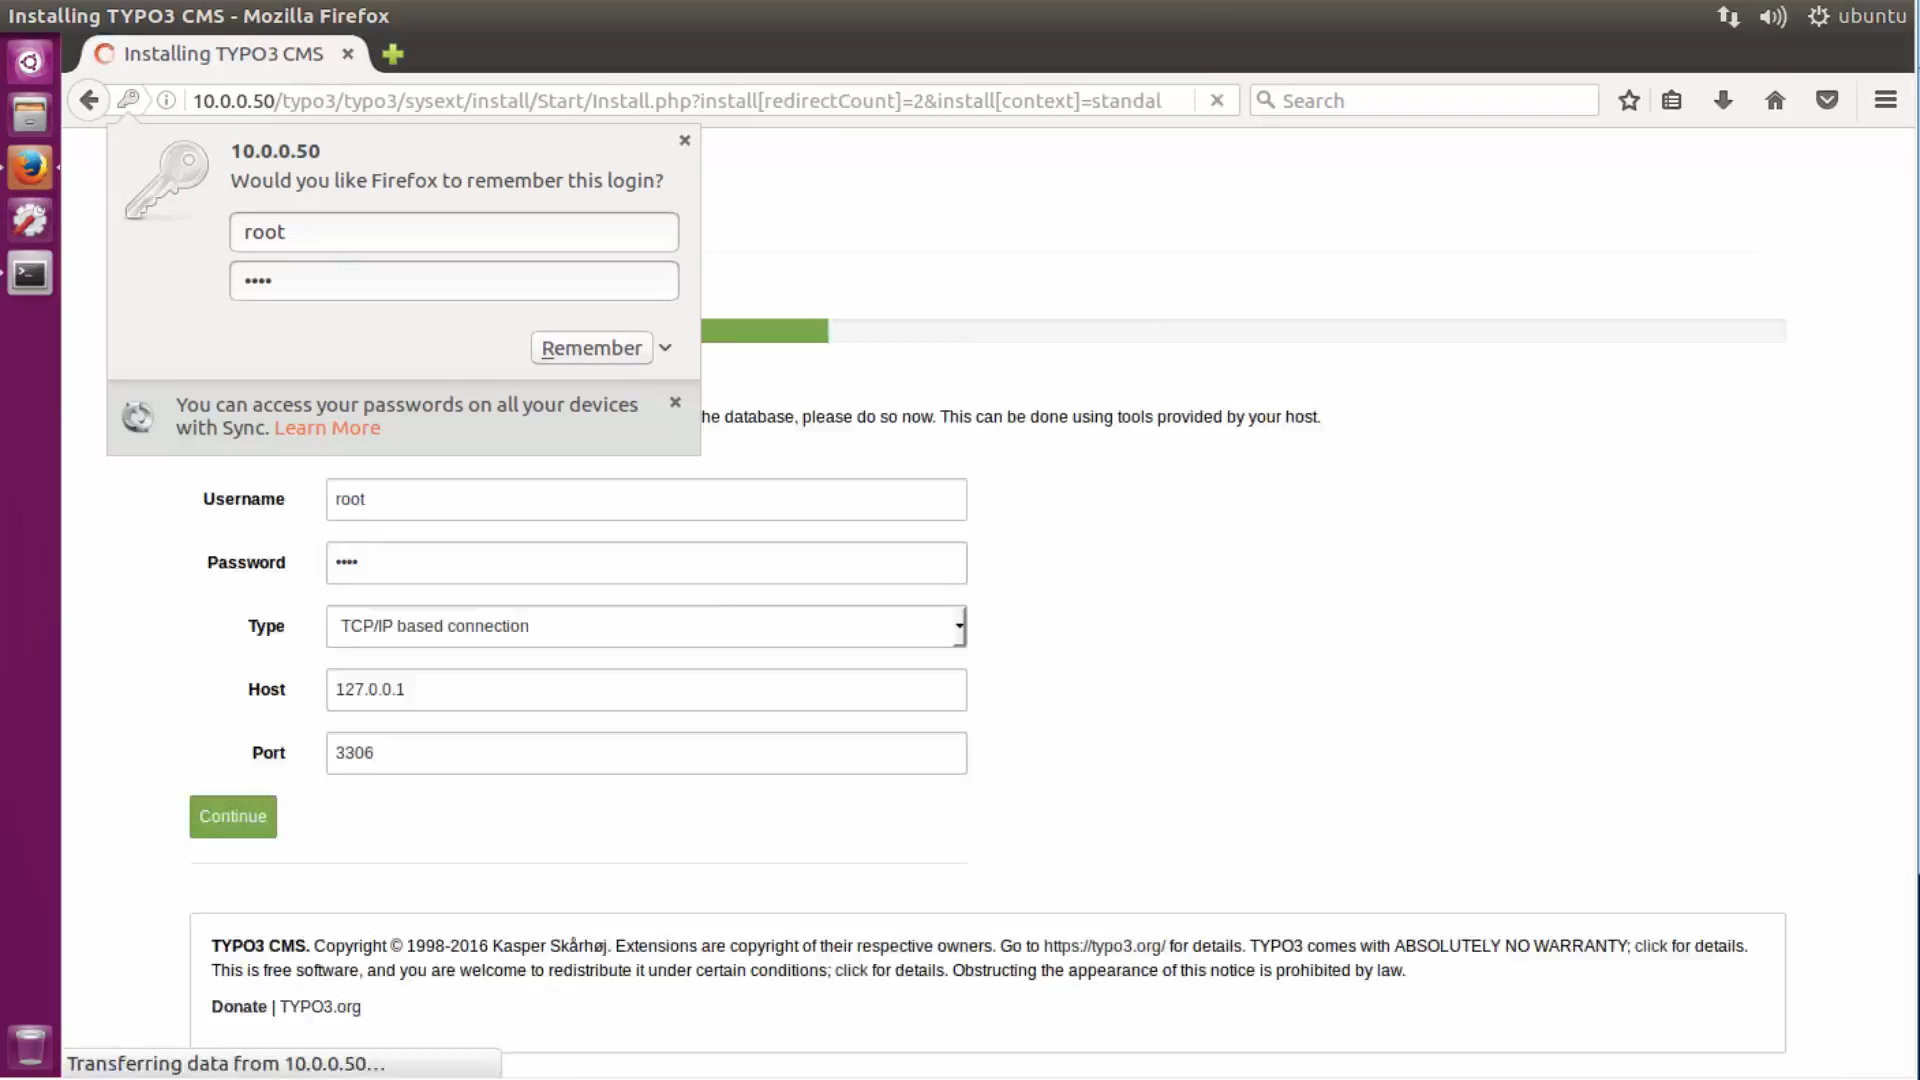 Installing TYPO3 CMS - Mozilla Firefox
ubuntu
Installing TYPO3 CMS
10.0.0.50/typo3/typo3/sysext/install/Start/Install.php?install[redirectCount]=2&install[context]=standal
Search
10.0.0.50
Would you like Firefox to remember this login?
root
••••
Remember
You can access your passwords on all your devices
with Sync. Learn More
he database, please do so now. This can be done using tools provided by your host.
Username root
Password ••••
Type TCP/IP based connection
Host 127.0.0.1
Port 3306
Continue
TYPO3 CMS. Copyright © 1998-2016 Kasper Skårhøj. Extensions are copyright of their respective owners. Go to https://typo3.org/ for details. TYPO3 comes with ABSOLUTELY NO WARRANTY; click for details.
This is free software, and you are welcome to redistribute it under certain conditions; click for details. Obstructing the appearance of this notice is prohibited by law.
Donate | TYPO3.org
Transferring data from 10.0.0.50...